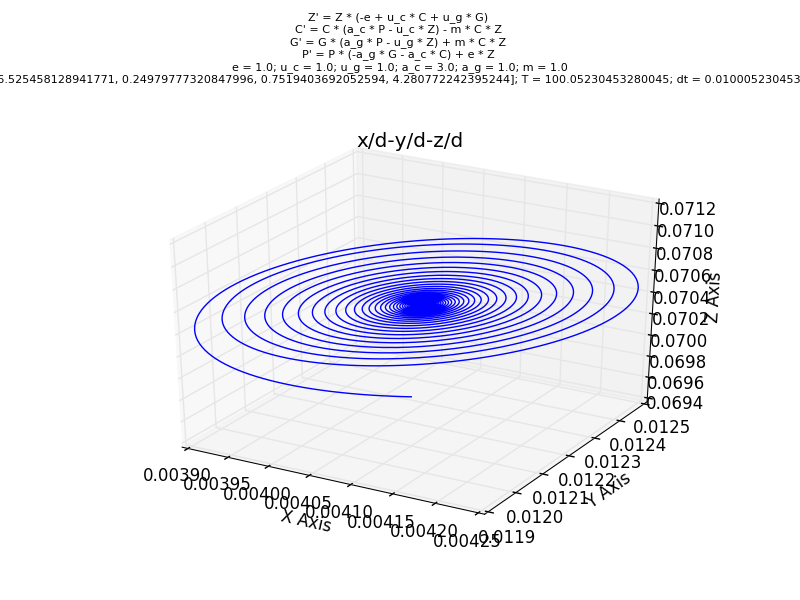 Z' = Z * (-e + u_c * C + u_g * G)
C' = C * (a_c * P - u_c * Z) - m * C * Z
G' = G * (a_g * P - u_g * Z) + m * C * Z
P' = P * (-a_g * G - a_c * C) + e * Z
e = 1.0; u_c = 1.0; u_g = 1.0; a_c = 3.0; a_g = 1.0; m = 1.0
5.525458128941771, 0.24979777320847996, 0.7519403692052594, 4.280772242395244]; T = 100.05230453280045; dt = 0.010005230453
x/d-y/d-z/d
0.0712
0.0710
0.0708
0.0706
0.0704
0.0702
0.0700
0.0698
0.0696
0.0694
Z Axis
0.0125
0.0124
0.0123
0.0122
0.0121
0.0120
0.0119
Y Axis
0.00390
0.00395
0.00400
0.00405
0.00410
0.00415
0.00420
0.00425
X Axis